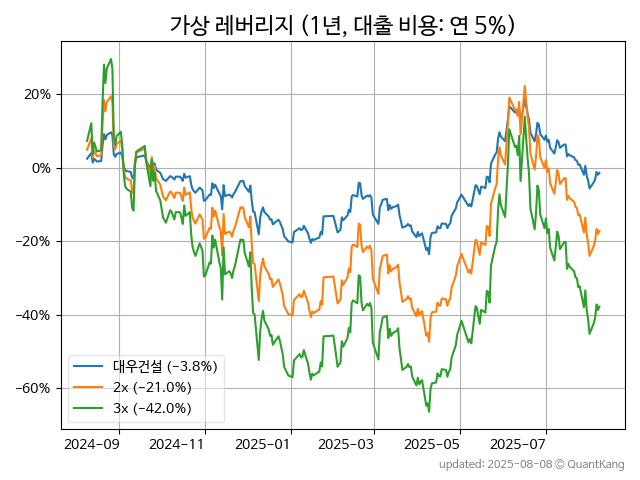 가상 레버리지 (1년, 대출 비용: 연 5%)
20%
0%
−20%
−40%
−60%
대우건설 (−3.8%)
2x (−21.0%)
3x (−42.0%)
2024-09
2024-11
2025-01
2025-03
2025-05
2025-07
updated: 2025-08-08 © QuantKang